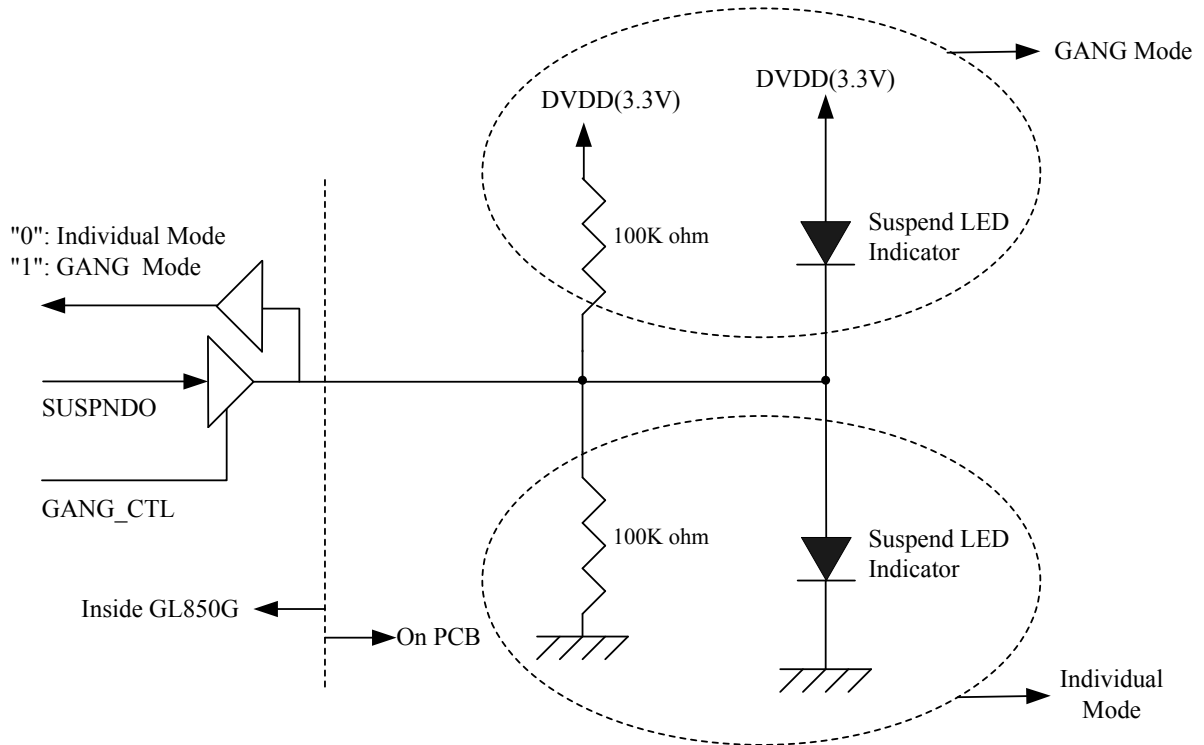 GANG Mode
DVDD(3.3V)
DVDD(3.3V)
"0": Individual Mode
"1": GANG  Mode
100K ohm
Suspend LED
Indicator
SUSPNDO
GANG_CTL
100K ohm
Suspend LED
Indicator
Inside GL850G
On PCB
Individual
Mode